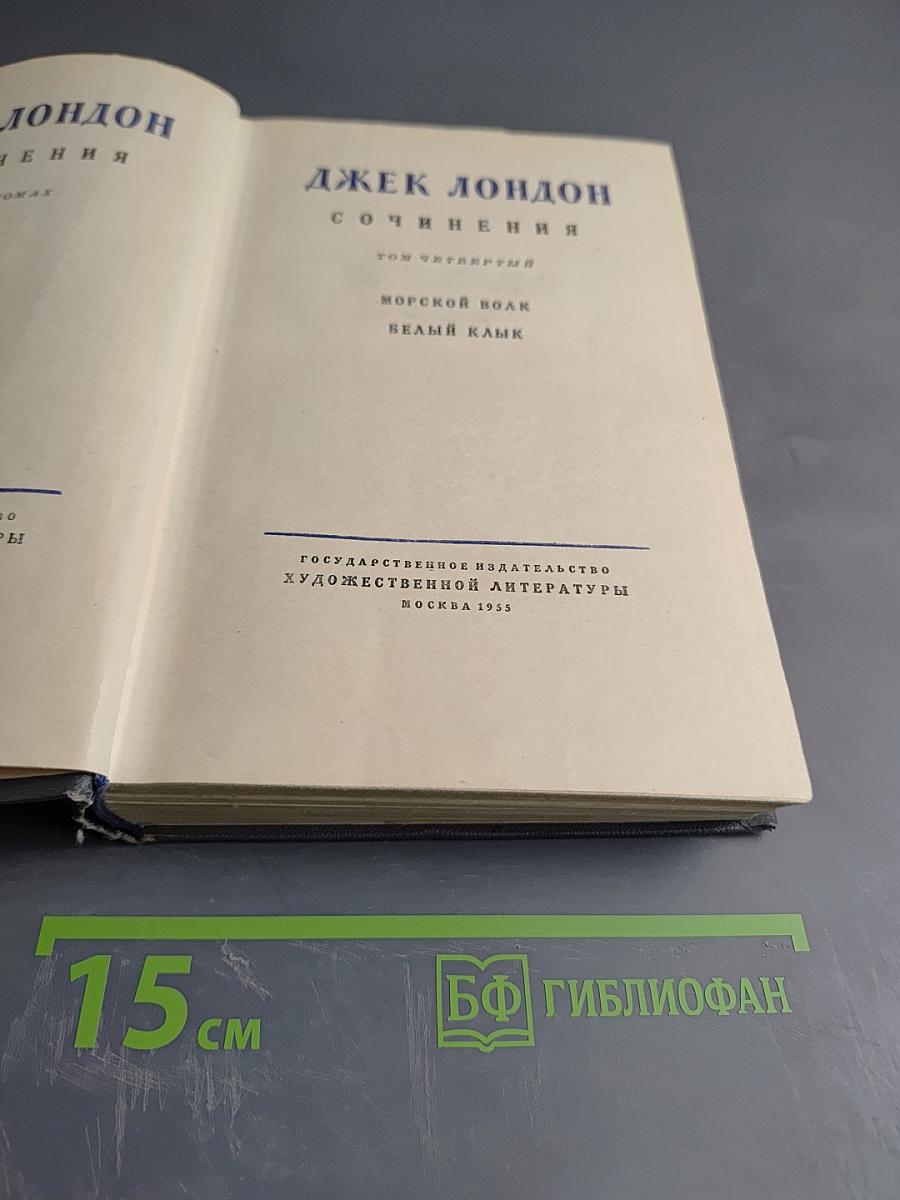 ЛОНДОН
ДЖЕК ЛОНДОН
СОЧИНЕНИЯ
ТОМ ЧЕТВЕРТЫЙ
МОРСКОЙ ВОЛК
БЕЛЫЙ КЛЫК
ГОСУДАРСТВЕННОЕ ИЗДАТЕЛЬСТВО
ХУДОЖЕСТВЕННОЙ ЛИТЕРАТУРЫ
МОСКВА 1955
15 см
БФ ГИБЛИОФАН